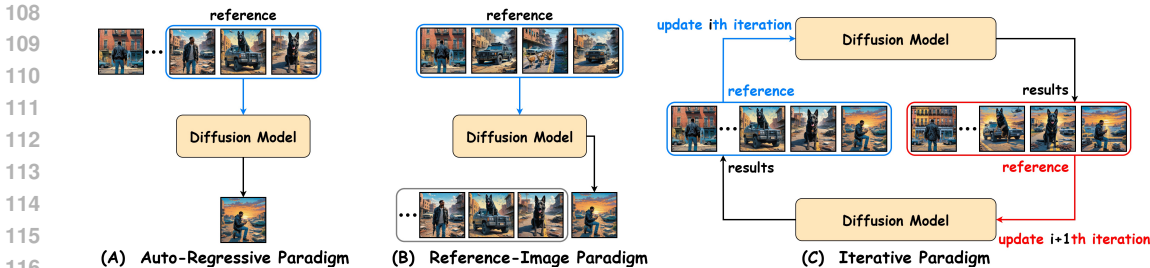 108
109
110
111
112
113
114
115
116
reference
Diffusion Model
(A) Auto-Regressive Paradigm
reference
Diffusion Model
(B) Reference-Image Paradigm
update ith iteration
Diffusion Model
reference
results
results
reference
Diffusion Model
update i+1th iteration
(C) Iterative Paradigm